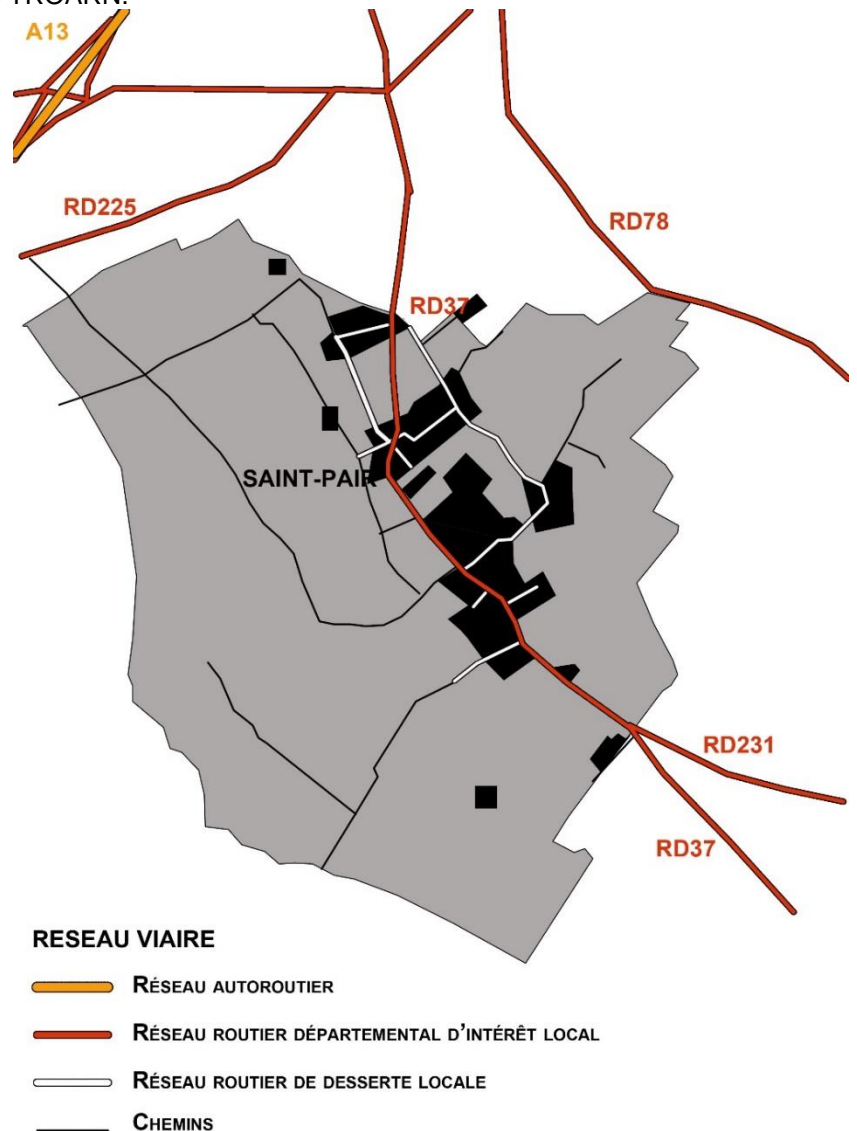 TROARN.
A13
RD225
RD78
RD37
SAINT-PAIR
RD231
RD37
RESEAU VIAIRE
RÉSEAU AUTOROUTIER
RÉSEAU ROUTIER DÉPARTEMENTAL D'INTÉRÊT LOCAL
RÉSEAU ROUTIER DE DESSERTE LOCALE
CHEMINS